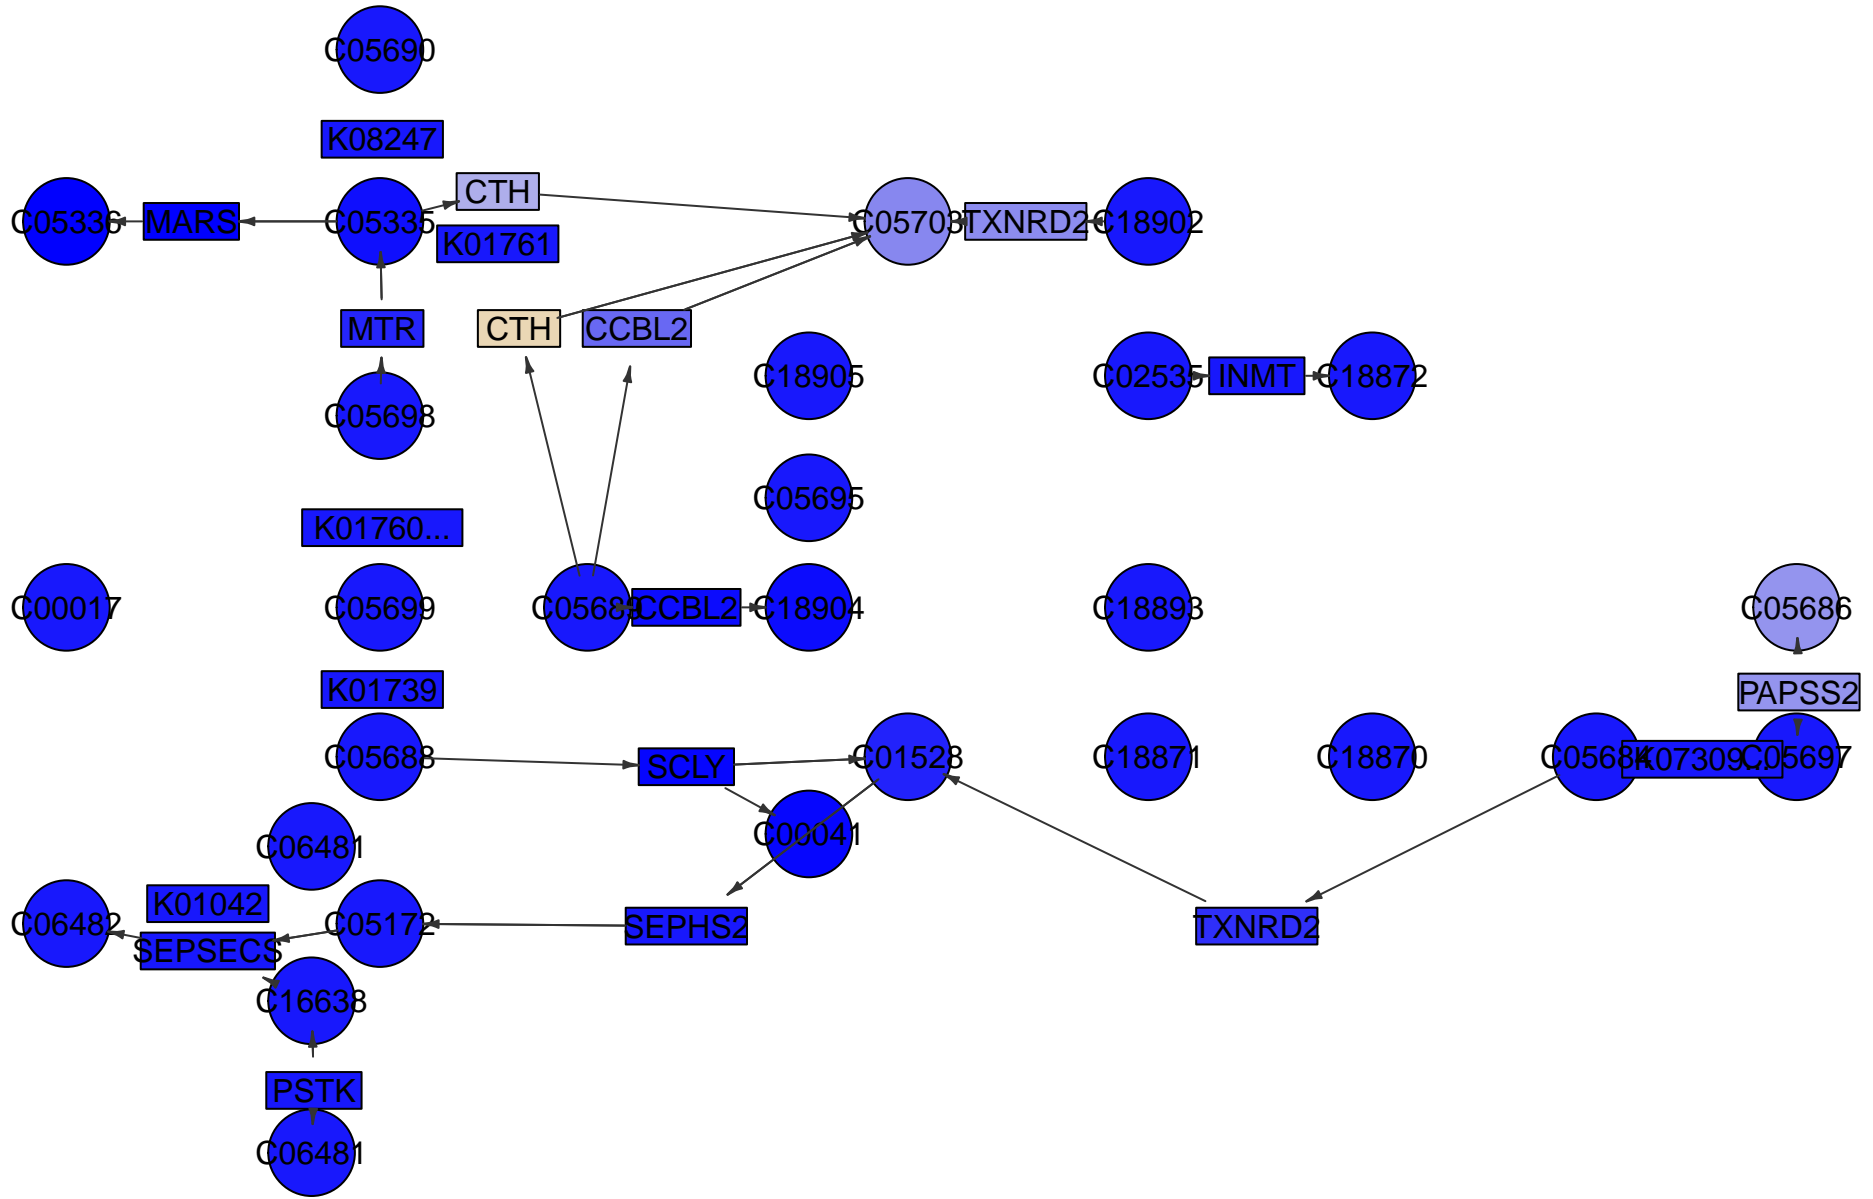 C05690
K08247
CTH
C05336
MARS
C05335
C05703
TXNRD2
C18902
K01761
MTR
CTH
CCBL2
C18905
C02535
INMT
C18872
C05698
C05695
K01760...
C00017
C05699
C05689
CCBL2
C18904
C18893
C05686
K01739
PAPSS2
C05688
SCLY
C01528
C18871
C18870
C05684
K07309...
C05697
C00041
C06481
K01042
C06482
C05172
SEPHS2
TXNRD2
SEPSECS
C16638
PSTK
C06481